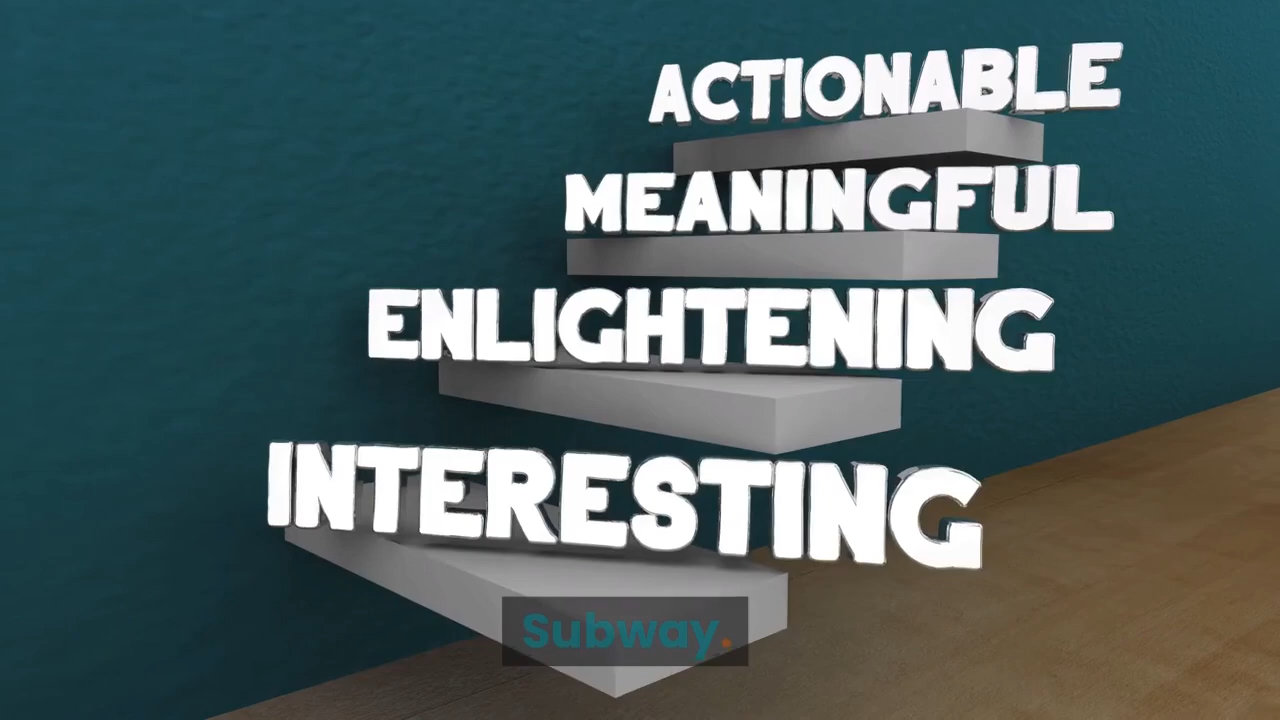 ACTIONABLE
MEANINGFUL
ENLIGHTENING
INTERESTING
Subway.